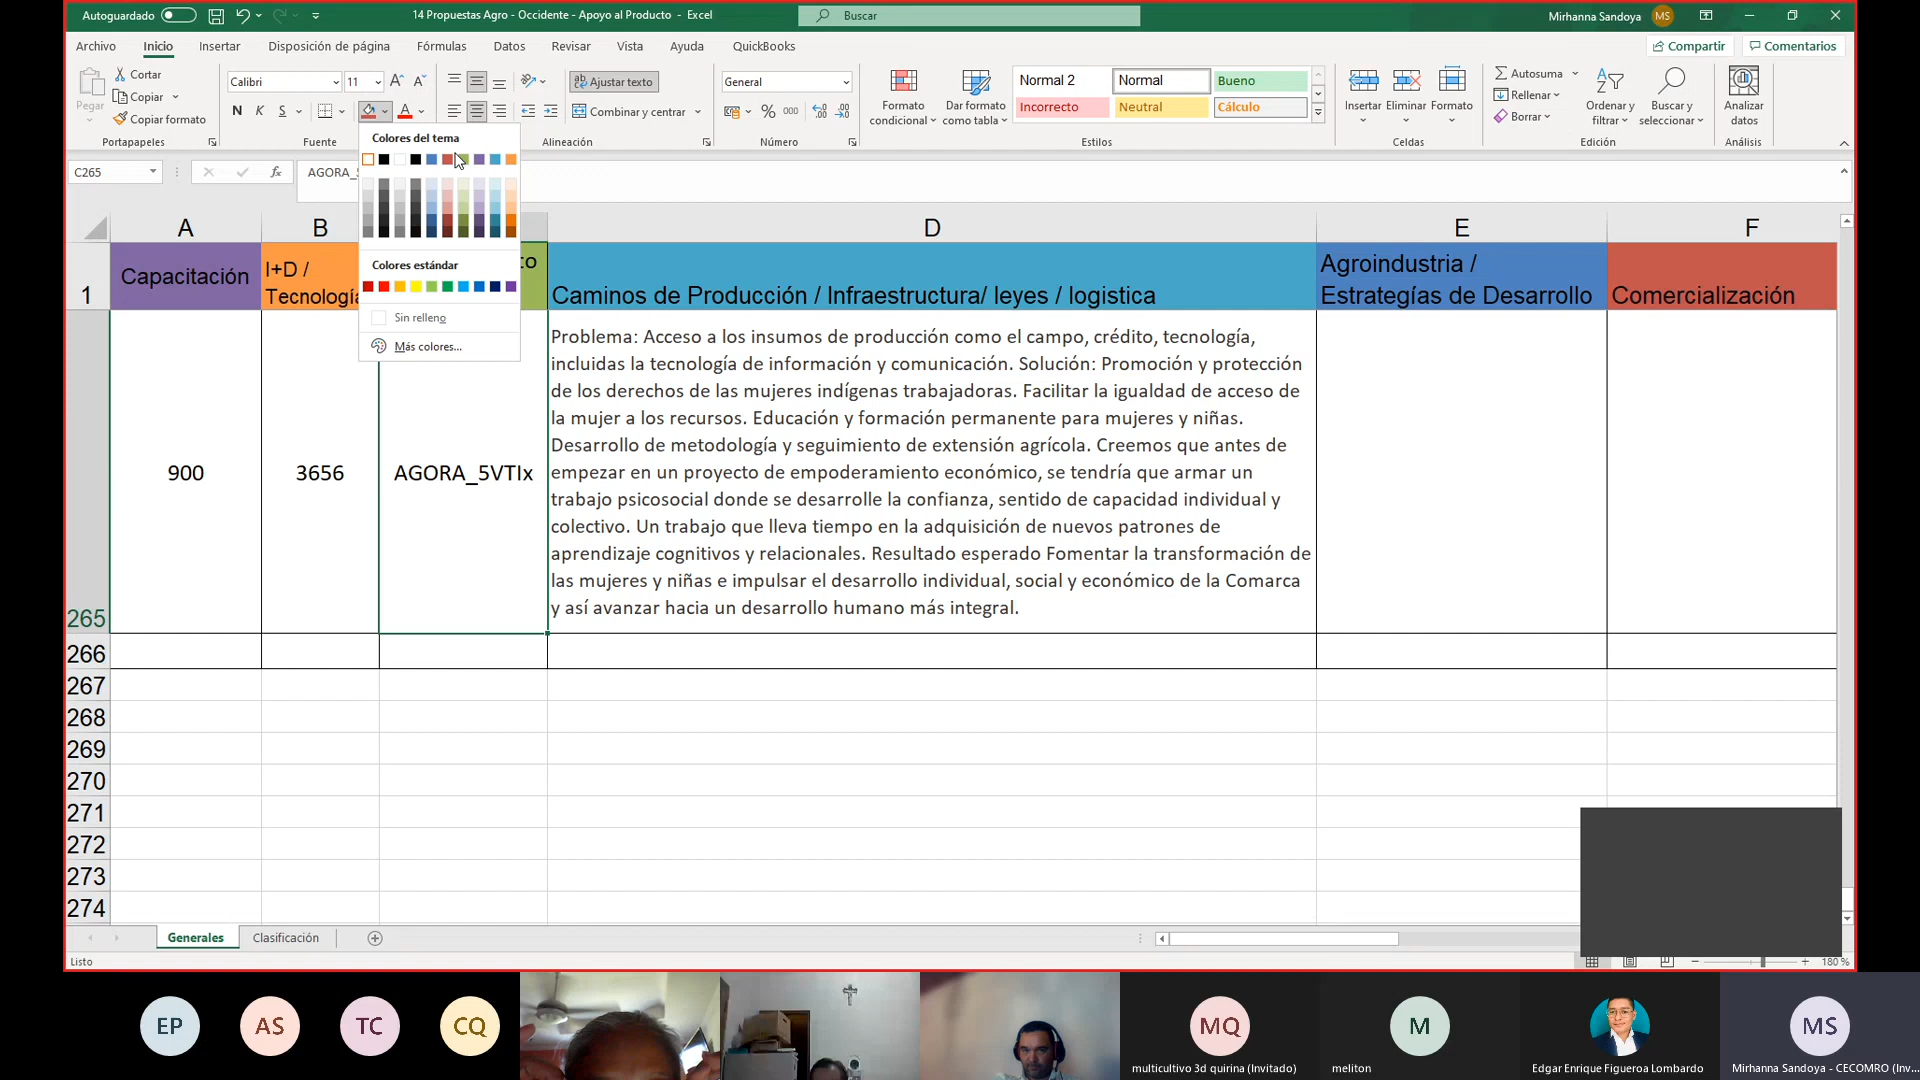 Autoguardado
14 Propuestas Agro - Occidente - Apoyo al Producto - Excel
Buscar
Mirhanna Sandoya
MS
Archivo Inicio Insertar Disposición de página Fórmulas Datos Revisar Vista Ayuda QuickBooks
Compartir Comentarios
Pegar
Cortar
Copiar
Copiar formato
Portapapeles
Calibri 11
N K S
Fuente
Ajustar texto
Combinar y centrar
Alineación
General
% 000
Número
Formato condicional
Dar formato como tabla
Normal 2 Normal Bueno
Incorrecto Neutral Cálculo
Estilos
Insertar Eliminar Formato
Celdas
Autosuma
Rellenar
Borrar
Ordenar y filtrar
Buscar y seleccionar
Edición
Analizar datos
Análisis
Colores del tema
Colores estándar
Sin relleno
Más colores...
C265
fx
AGORA_5
A B D E F
1
Capacitación
I+D /
Tecnología
to
Caminos de Producción / Infraestructura/ leyes / logistica
Agroindustria /
Estrategías de Desarrollo
Comercialización
265
900
3656
AGORA_5VTIx
Problema: Acceso a los insumos de producción como el campo, crédito, tecnología,
incluidas la tecnología de información y comunicación. Solución: Promoción y protección
de los derechos de las mujeres indígenas trabajadoras. Facilitar la igualdad de acceso de
la mujer a los recursos. Educación y formación permanente para mujeres y niñas.
Desarrollo de metodología y seguimiento de extensión agrícola. Creemos que antes de
empezar en un proyecto de empoderamiento económico, se tendría que armar un
trabajo psicosocial donde se desarrolle la confianza, sentido de capacidad individual y
colectivo. Un trabajo que lleva tiempo en la adquisición de nuevos patrones de
aprendizaje cognitivos y relacionales. Resultado esperado Fomentar la transformación de
las mujeres y niñas e impulsar el desarrollo individual, social y económico de la Comarca
y así avanzar hacia un desarrollo humano más integral.
266
267
268
269
270
271
272
273
274
Generales Clasificación
Listo
180 %
EP AS TC CQ MQ M MS
multicultivo 3d quirina (Invitado)
meliton
Edgar Enrique Figueroa Lombardo
Mirhanna Sandoya - CECOMRO (Inv...